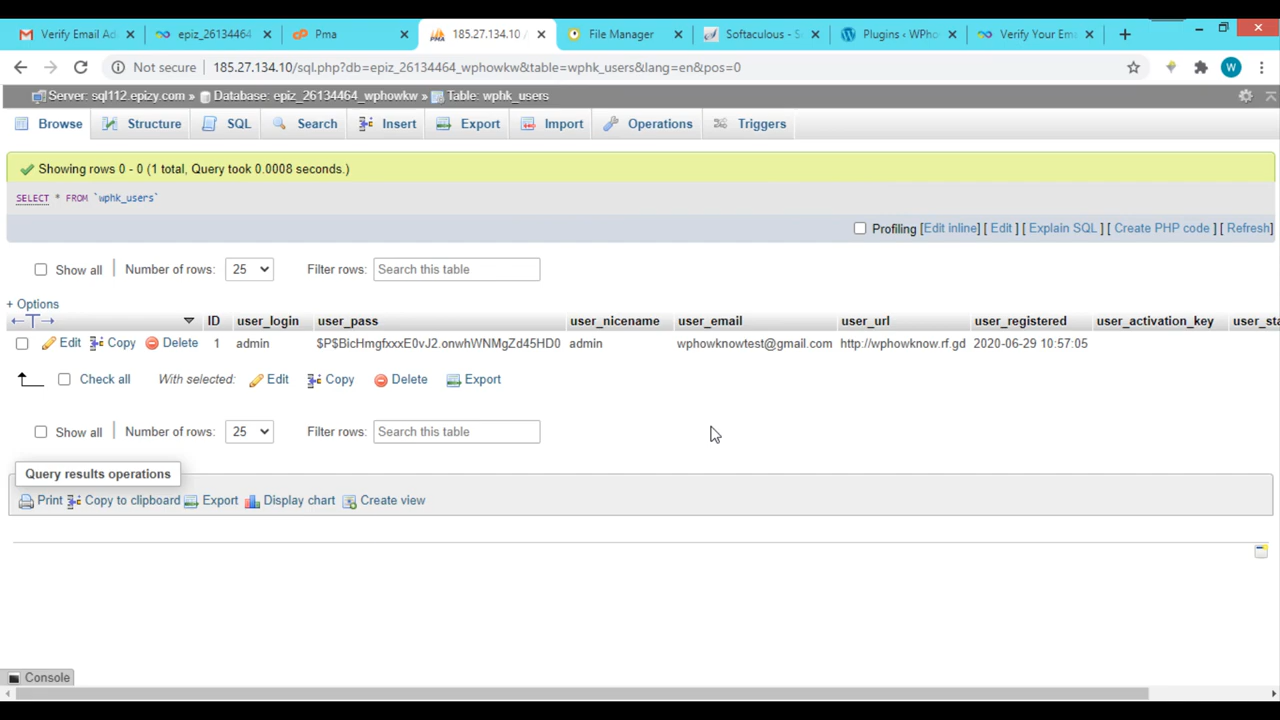 Verify Email Ad
epiz_26134464
Pma
185.27.134.10 /
File Manager
Softaculous - S
Plugins ‹ WPho
Verify Your Em
Not secure 185.27.134.10/sql.php?db=epiz_26134464_wphowkw&table=wphk_users&lang=en&pos=0
W
Server: sql112.epizy.com » Database: epiz_26134464_wphowkw » Table: wphk_users
Browse Structure SQL Search Insert Export Import Operations Triggers
Showing rows 0 - 0 (1 total, Query took 0.0008 seconds.)
SELECT * FROM `wphk_users`
Profiling [Edit inline] [ Edit ] [ Explain SQL ] [ Create PHP code ] [ Refresh]
Show all Number of rows: 25 Filter rows: Search this table
+ Options
ID user_login user_pass user_nicename user_email user_url user_registered user_activation_key user_sta
Edit Copy Delete 1 admin $P$BicHmgfxxxE0vJ2.onwhWNMgZd45HD0 admin wphowknowtest@gmail.com http://wphowknow.rf.gd 2020-06-29 10:57:05
Check all With selected: Edit Copy Delete Export
Show all Number of rows: 25 Filter rows: Search this table
Query results operations
Print Copy to clipboard Export Display chart Create view
Console